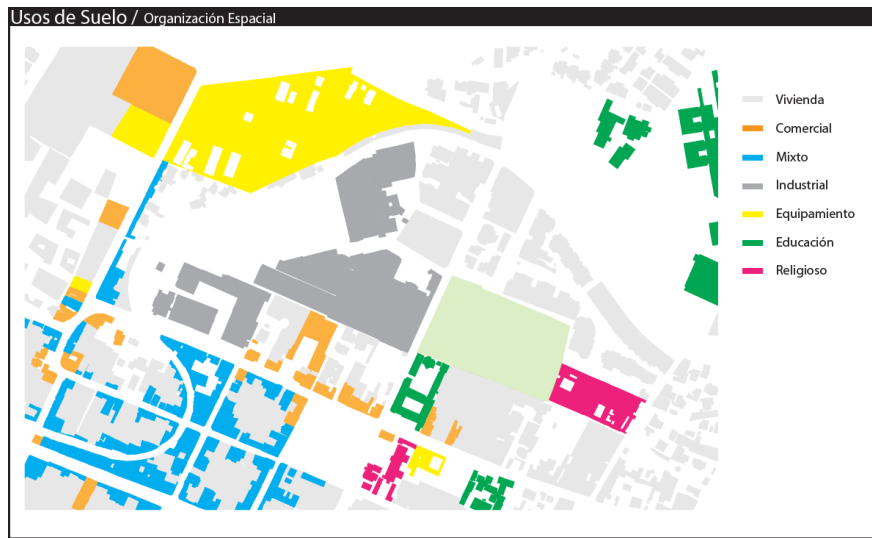 Usos de Suelo / Organización Espacial
Vivienda
Comercial
Mixto
Industrial
Equipamiento
Educación
Religioso